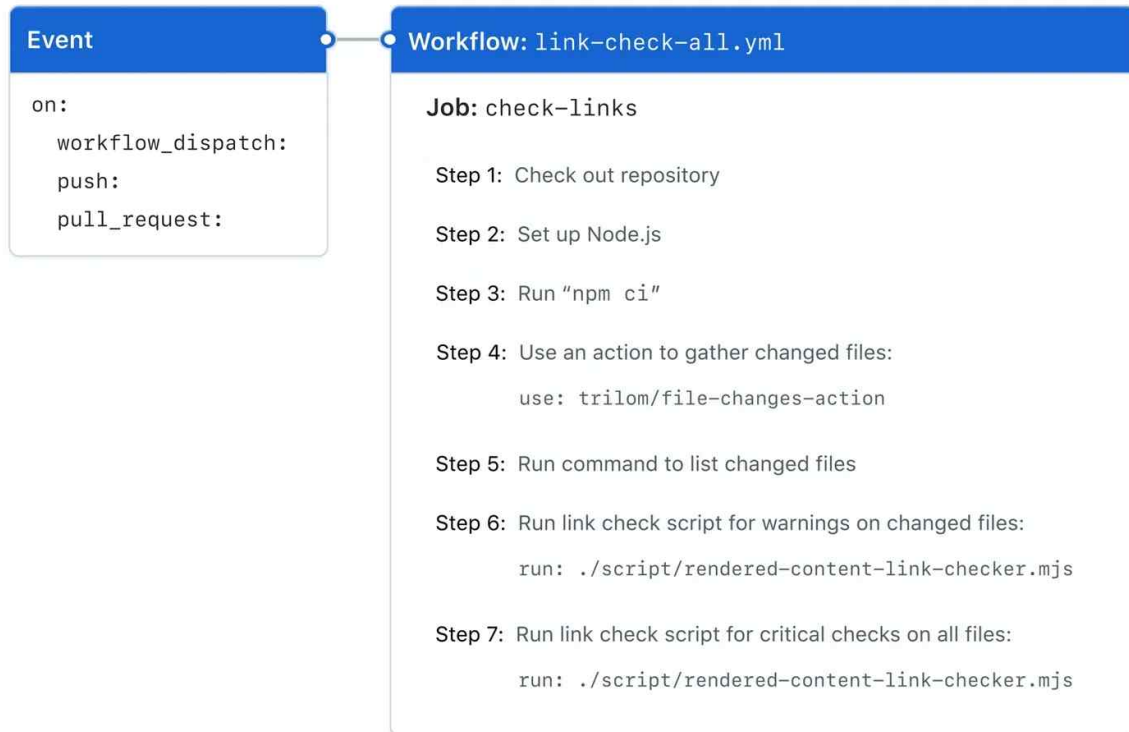 Event
on:
workflow_dispatch:
push:
pull_request:
Workflow: link-check-all.yml
Job: check-links
Step 1: Check out repository
Step 2: Set up Node.js
Step 3: Run “npm ci”
Step 4: Use an action to gather changed files:
use: trilom/file-changes-action
Step 5: Run command to list changed files
Step 6: Run link check script for warnings on changed files:
run: ./script/rendered-content-link-checker.mjs
Step 7: Run link check script for critical checks on all files:
run: ./script/rendered-content-link-checker.mjs